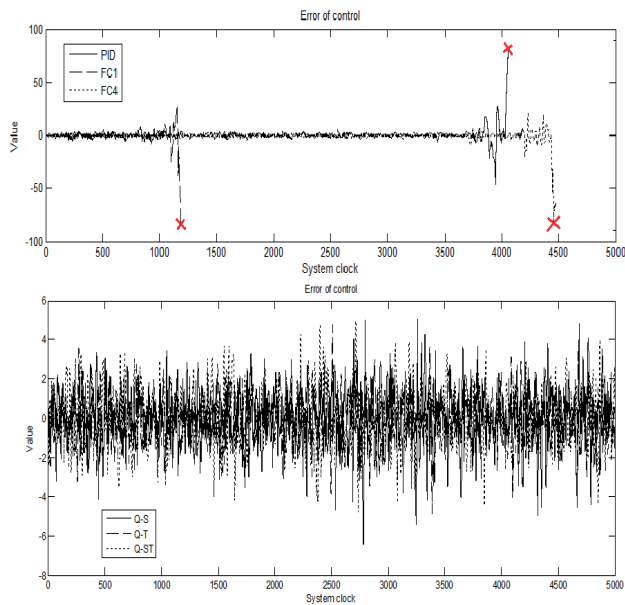 Error of control
100
50
0
-50
-100
Value
PID
FC1
FC4
0
500
1000
1500
2000
2500
3000
3500
4000
4500
5000
System clock
Error of control
6
4
2
0
-2
-4
-6
-8
Value
Q-S
Q-T
Q-ST
0
500
1000
1500
2000
2500
3000
3500
4000
4500
5000
System clock